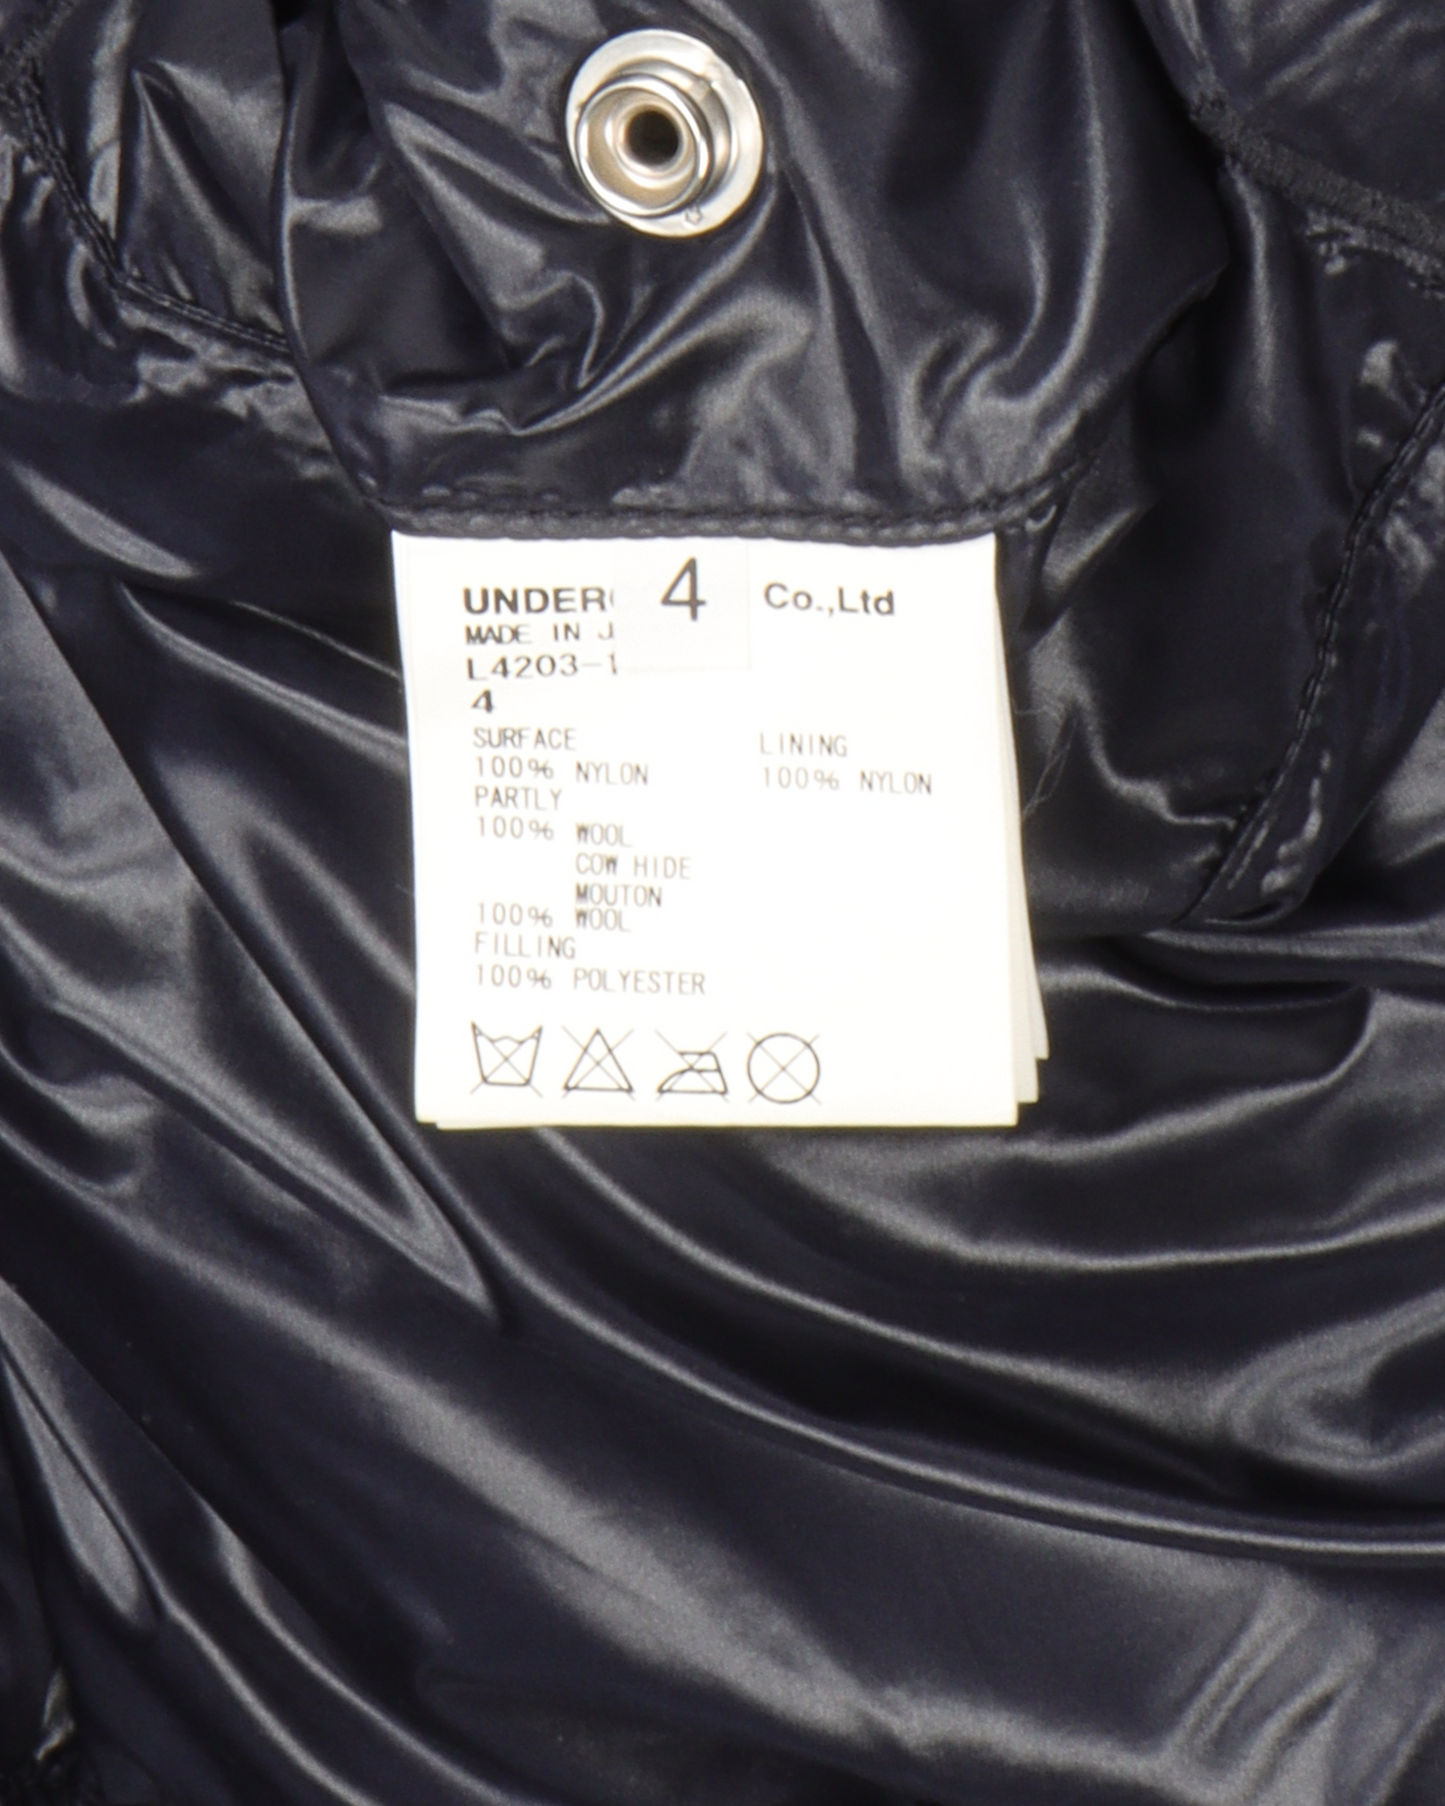 4
UNDER Co.,Ltd
MADE IN J
L4203-1
4
SURFACE LINING
100% NYLON 100% NYLON
PARTLY
100% WOOL
COW HIDE
MOUTON
100% WOOL
FILLING
100% POLYESTER